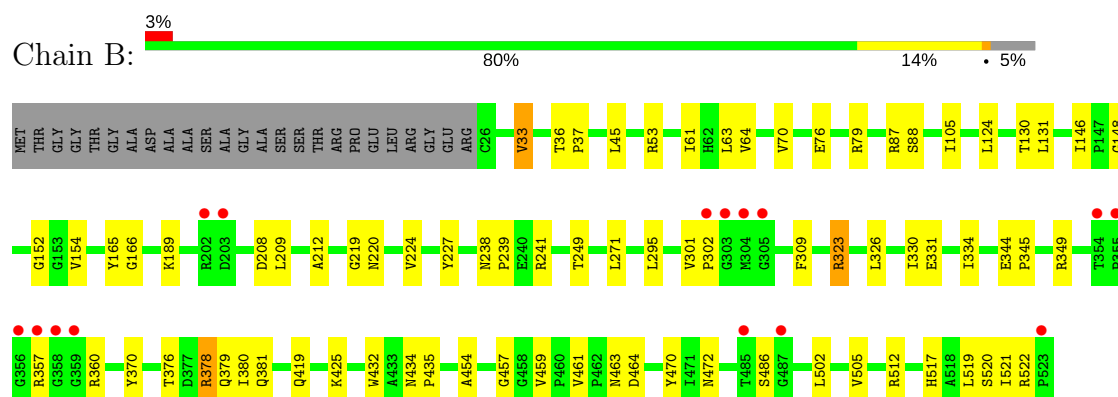 3%
Chain B:
80% 14% • 5%
MET THR GLY GLY THR GLY ALA ASP ALA ALA ALA SER ALA GLY ALA SER SER THR ARG PRO GLU LEU ARG GLY GLU ARG C26 V33 T36 P37 L45 R53 I61 H62 L63 V64 V70 E76 R79 R87 S88 I105 L124 T130 L131 I146 P147 G148
G152 G153 V154 Y165 G166 K189 R202 D203 D208 L209 A212 G219 N220 V224 Y227 N238 P239 E240 R241 T249 L271 L295 V301 P302 G303 M304 G305 F309 R323 L326 I330 E331 I334 E344 P345 R349 T354 P355
G356 R357 G358 G359 R360 Y370 T376 D377 R378 Q379 I380 Q381 Q419 K425 W432 A433 N434 P435 A454 G457 G458 V459 P460 V461 P462 N463 D464 Y470 I471 N472 T485 S486 G487 L502 V505 R512 H517 A518 L519 S520 I521 R522 P523